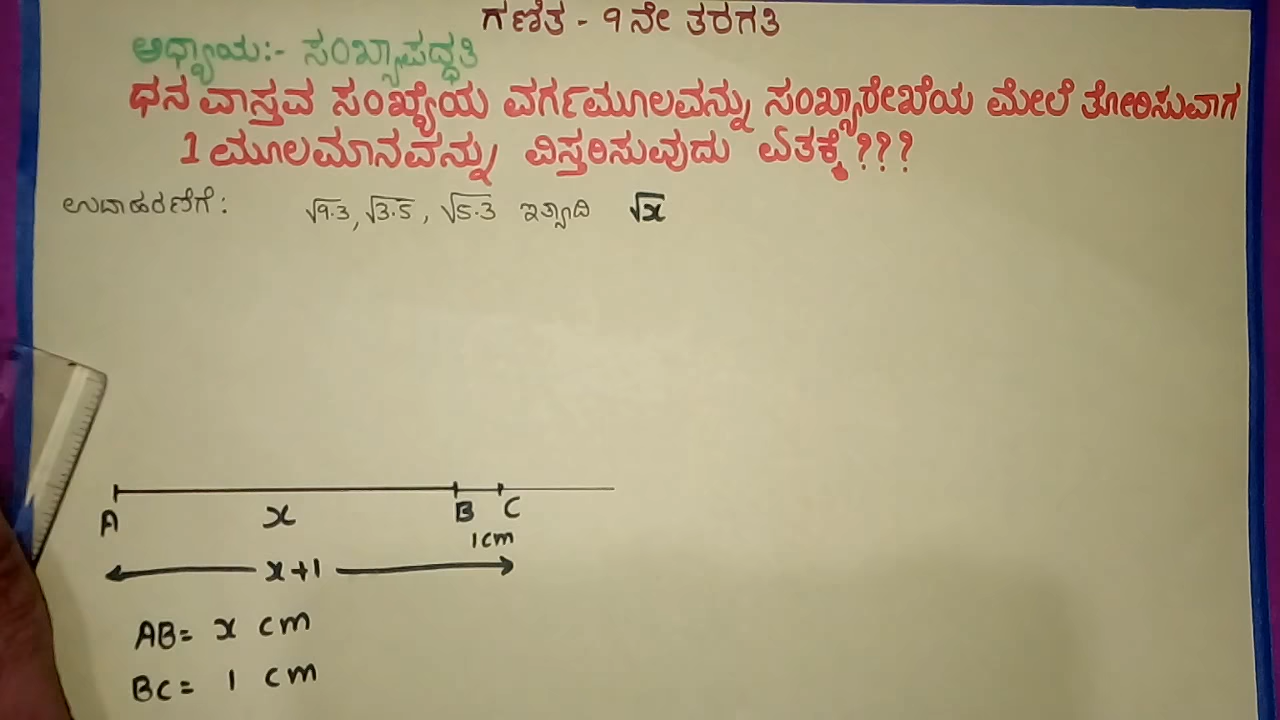 ಗಣಿತ - 9 ನೇ ತರಗತಿ
ಅಧ್ಯಾಯ:- ಸಂಖ್ಯಾಪದ್ಧತಿ
ಧನ ವಾಸ್ತವ ಸಂಖ್ಯೆಯ ವರ್ಗಮೂಲವನ್ನು ಸಂಖ್ಯಾರೇಖೆಯ ಮೇಲೆ ತೋರಿಸುವಾಗ
1 ಮೂಲಮಾನವನ್ನು ವಿಸ್ತರಿಸುವುದು ಏತಕ್ಕೆ???
ಉದಾಹರಣೆಗೆ: √9.3, √3.5, √5.3 ಇತ್ಯಾದಿ √x
A x B C
1cm
x+1
AB= x cm
BC= 1 cm